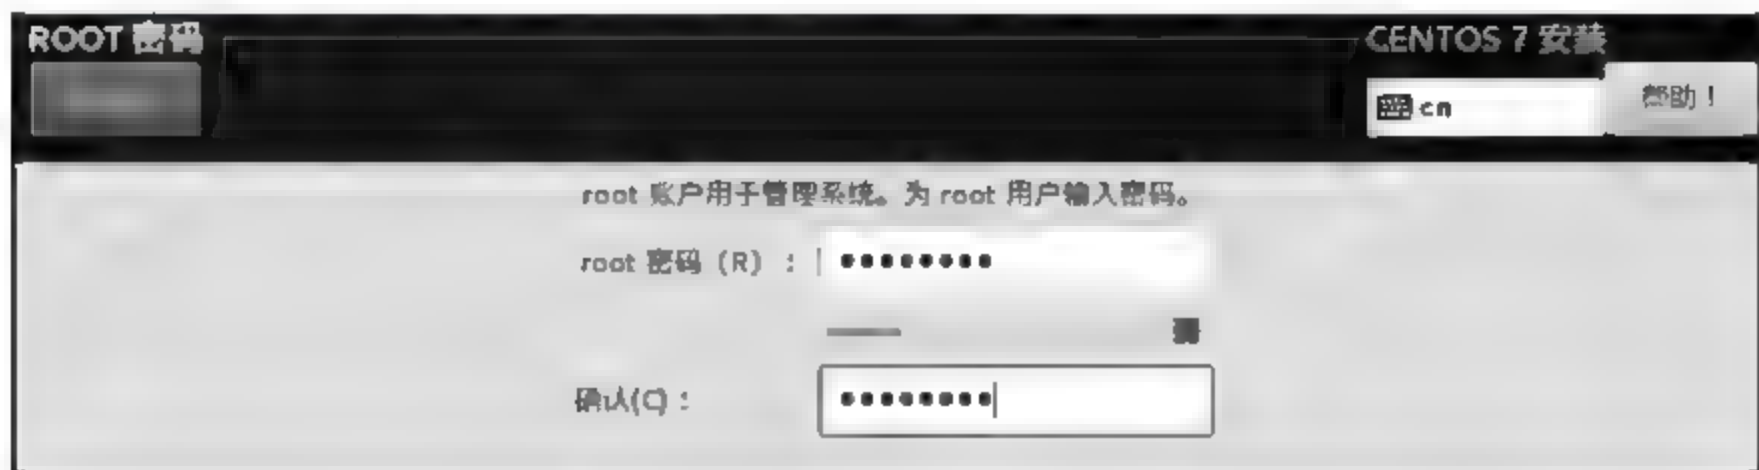 ROOT 密码
CENTOS 7 安装
cn
帮助！
root 账户用于管理系统。为 root 用户输入密码。
root 密码（R）：
••••••••
确认(C)：
••••••••